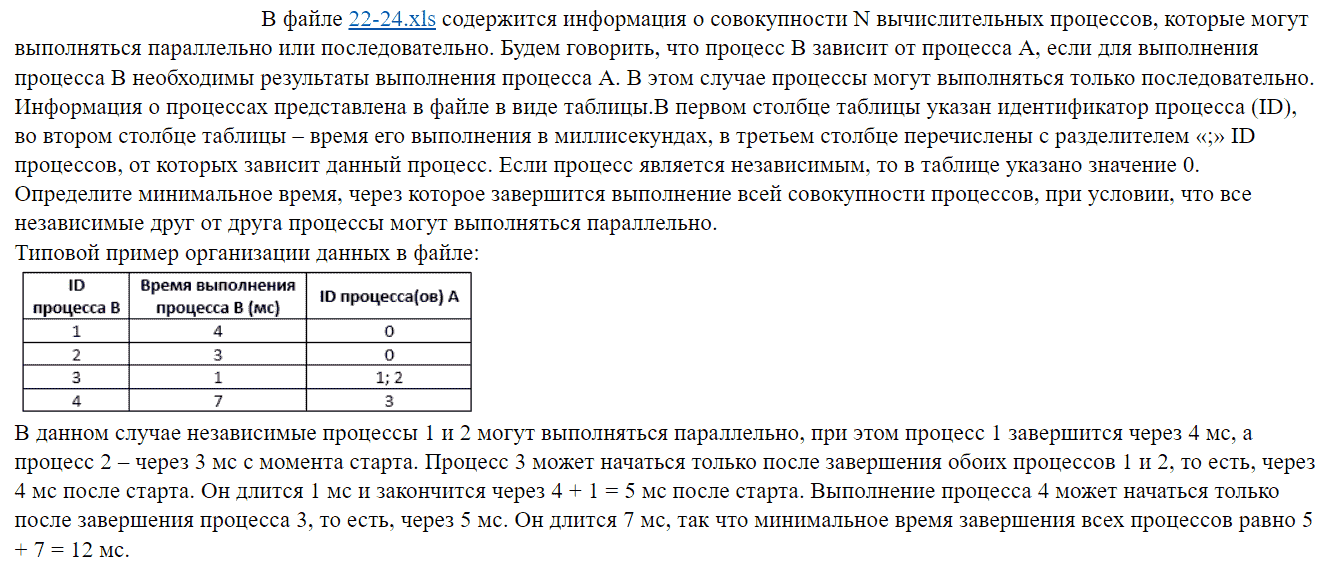 В файле 22-24.xls содержится информация о совокупности N вычислительных процессов, которые могут
выполняться параллельно или последовательно. Будем говорить, что процесс B зависит от процесса A, если для выполнения
процесса B необходимы результаты выполнения процесса A. В этом случае процессы могут выполняться только последовательно.
Информация о процессах представлена в файле в виде таблицы.В первом столбце таблицы указан идентификатор процесса (ID),
во втором столбце таблицы – время его выполнения в миллисекундах, в третьем столбце перечислены с разделителем «;» ID
процессов, от которых зависит данный процесс. Если процесс является независимым, то в таблице указано значение 0.
Определите минимальное время, через которое завершится выполнение всей совокупности процессов, при условии, что все
независимые друг от друга процессы могут выполняться параллельно.
Типовой пример организации данных в файле:
ID процесса B Время выполнения процесса B (мс) ID процесса(ов) A
1 4 0
2 3 0
3 1 1; 2
4 7 3
В данном случае независимые процессы 1 и 2 могут выполняться параллельно, при этом процесс 1 завершится через 4 мс, а
процесс 2 – через 3 мс с момента старта. Процесс 3 может начаться только после завершения обоих процессов 1 и 2, то есть, через
4 мс после старта. Он длится 1 мс и закончится через 4 + 1 = 5 мс после старта. Выполнение процесса 4 может начаться только
после завершения процесса 3, то есть, через 5 мс. Он длится 7 мс, так что минимальное время завершения всех процессов равно 5
+ 7 = 12 мс.